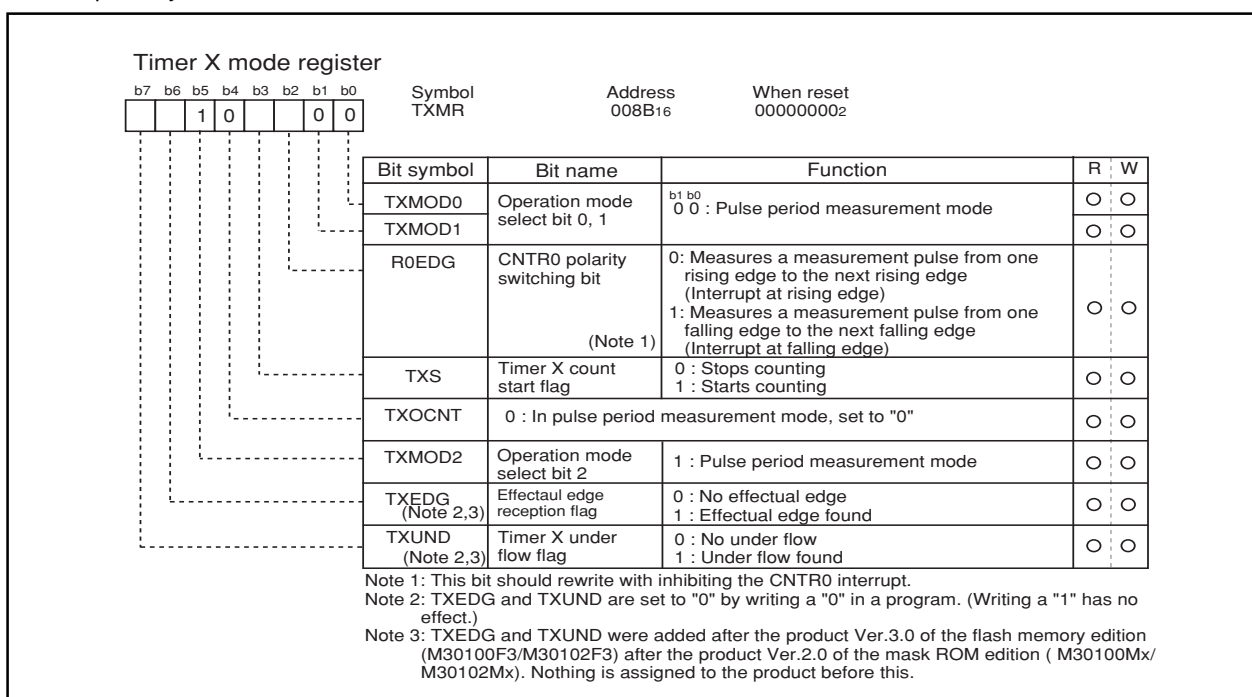 Timer X mode register
b7 b6 b5 b4 b3 b2 b1 b0
1 0 0 0
Symbol Address When reset
TXMR 008B16 000000002
Bit symbol Bit name Function R W
TXMOD0 Operation mode select bit 0, 1 b1 b0
0 0 : Pulse period measurement mode O O
TXMOD1 O O
R0EDG CNTR0 polarity
switching bit
(Note 1)
0: Measures a measurement pulse from one
rising edge to the next rising edge
(Interrupt at rising edge)
1: Measures a measurement pulse from one
falling edge to the next falling edge
(Interrupt at falling edge)
O O
TXS Timer X count
start flag
0 : Stops counting
1 : Starts counting
O O
TXOCNT 0 : In pulse period measurement mode, set to "0" O O
TXMOD2 Operation mode
select bit 2
1 : Pulse period measurement mode O O
TXEDG
(Note 2,3)
Effectaul edge
reception flag
0 : No effectual edge
1 : Effectual edge found
O O
TXUND
(Note 2,3)
Timer X under
flow flag
0 : No under flow
1 : Under flow found
O O
Note 1: This bit should rewrite with inhibiting the CNTR0 interrupt.
Note 2: TXEDG and TXUND are set to "0" by writing a "0" in a program. (Writing a "1" has no
effect.)
Note 3: TXEDG and TXUND were added after the product Ver.3.0 of the flash memory edition
(M30100F3/M30102F3) after the product Ver.2.0 of the mask ROM edition ( M30100Mx/
M30102Mx). Nothing is assigned to the product before this.